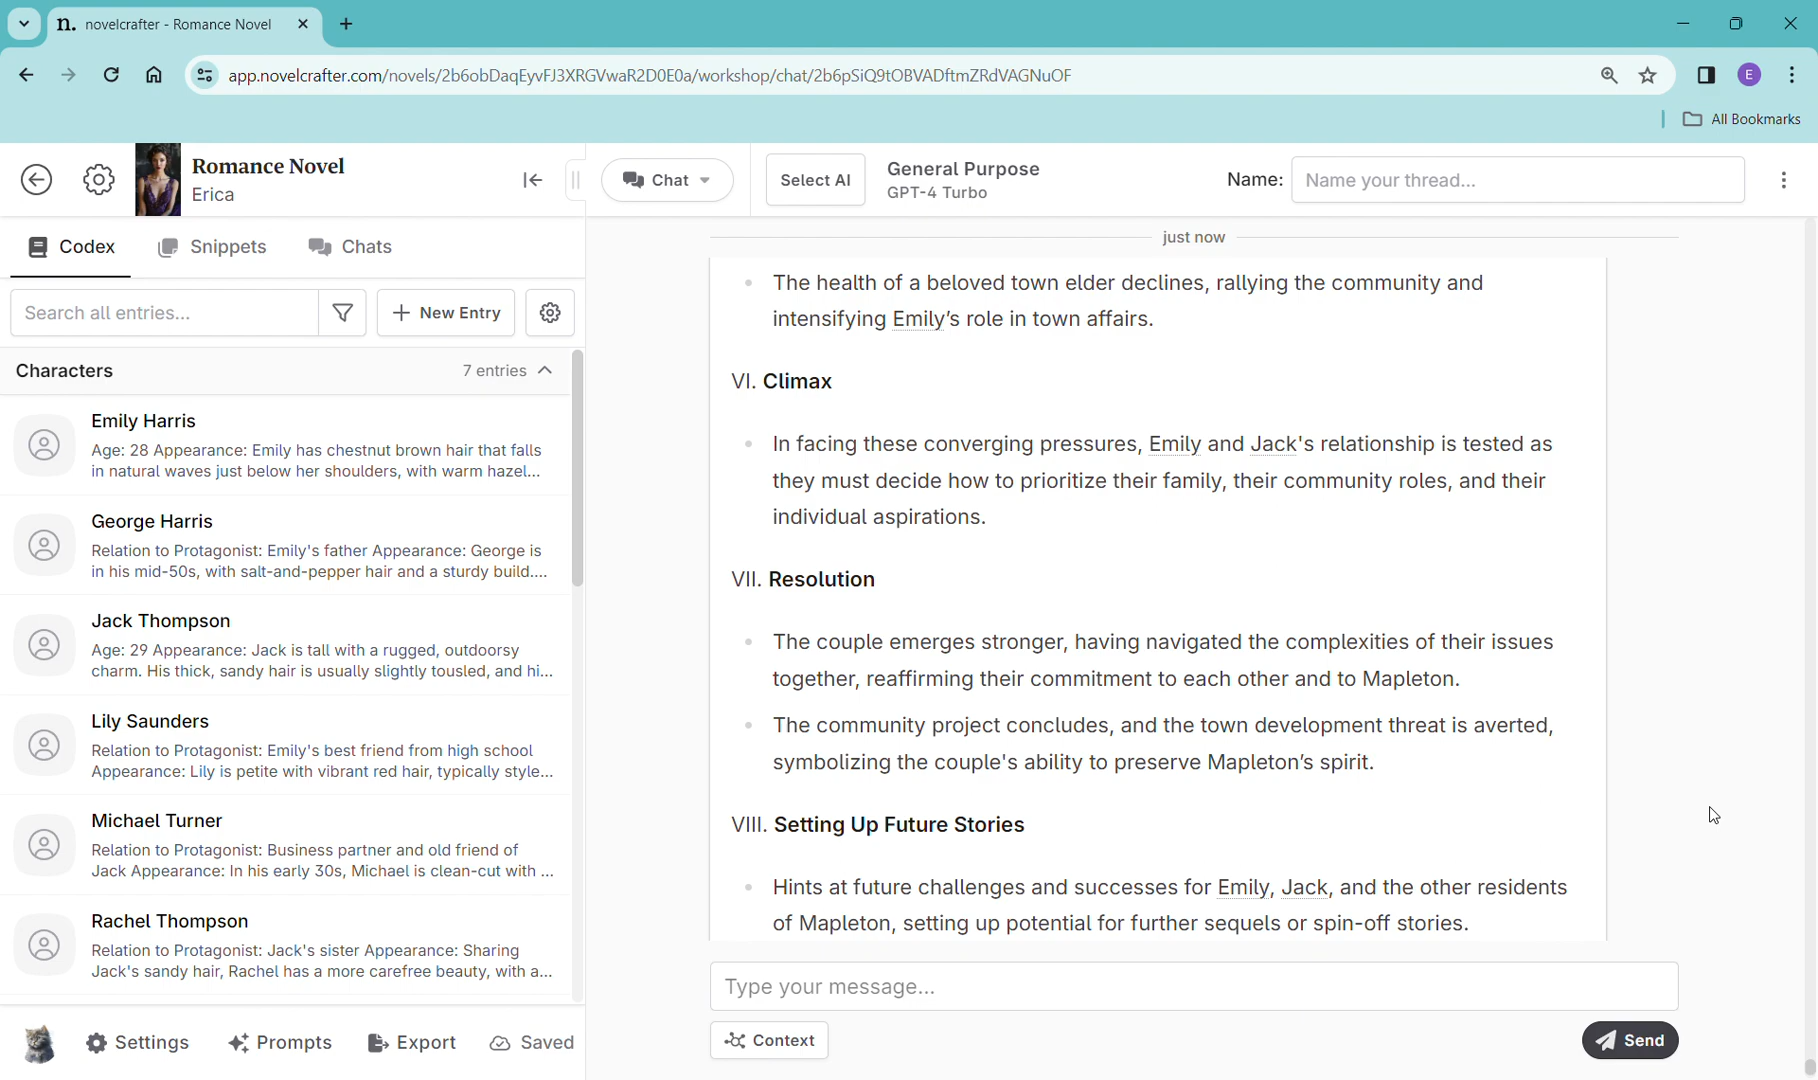 n. novelcrafter - Romance Novel
app.novelcrafter.com/novels/2b6obDaqEyvFJ3XRGVwaR2D0E0a/workshop/chat/2b6pSiQ9tOBVADftmZRdVAGNuOF
E
All Bookmarks
Romance Novel
Erica
Chat
Select AI
General Purpose
GPT-4 Turbo
Name:
Name your thread...
Codex
Snippets
Chats
Search all entries...
New Entry
Characters
7 entries
Emily Harris
Age: 28 Appearance: Emily has chestnut brown hair that falls
in natural waves just below her shoulders, with warm hazel...
George Harris
Relation to Protagonist: Emily's father Appearance: George is
in his mid-50s, with salt-and-pepper hair and a sturdy build....
Jack Thompson
Age: 29 Appearance: Jack is tall with a rugged, outdoorsy
charm. His thick, sandy hair is usually slightly tousled, and hi...
Lily Saunders
Relation to Protagonist: Emily's best friend from high school
Appearance: Lily is petite with vibrant red hair, typically style...
Michael Turner
Relation to Protagonist: Business partner and old friend of
Jack Appearance: In his early 30s, Michael is clean-cut with ...
Rachel Thompson
Relation to Protagonist: Jack's sister Appearance: Sharing
Jack's sandy hair, Rachel has a more carefree beauty, with a...
Settings
Prompts
Export
Saved
just now
The health of a beloved town elder declines, rallying the community and
intensifying Emily’s role in town affairs.
VI. Climax
In facing these converging pressures, Emily and Jack's relationship is tested as
they must decide how to prioritize their family, their community roles, and their
individual aspirations.
VII. Resolution
The couple emerges stronger, having navigated the complexities of their issues
together, reaffirming their commitment to each other and to Mapleton.
The community project concludes, and the town development threat is averted,
symbolizing the couple's ability to preserve Mapleton’s spirit.
VIII. Setting Up Future Stories
Hints at future challenges and successes for Emily, Jack, and the other residents
of Mapleton, setting up potential for further sequels or spin-off stories.
Type your message...
Context
Send